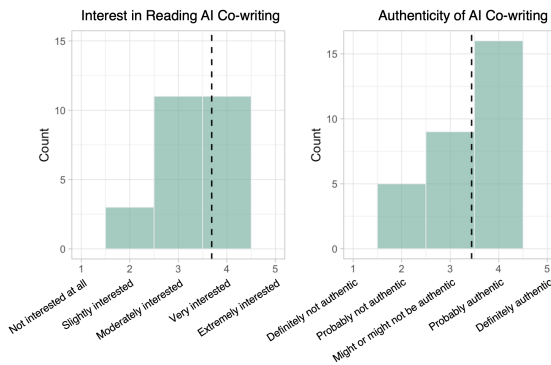 Interest in Reading AI Co-writing
15
10
5
0
Count
1 2 3 4 5
Not interested at all
Slightly interested
Moderately interested
Very interested
Extremely interested
Authenticity of AI Co-writing
15
10
5
0
Count
1 2 3 4 5
Definitely not authentic
Probably not authentic
Might or might not be authentic
Probably authentic
Definitely authentic